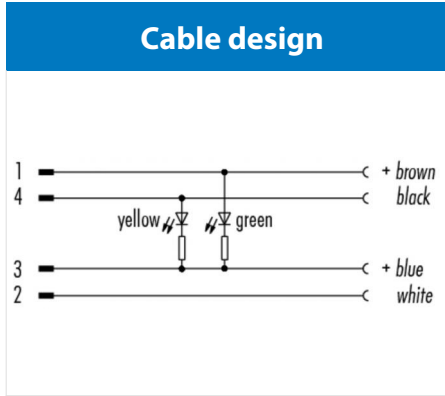 Cable design
1 + brown
4 black
yellow green
3 + blue
2 white